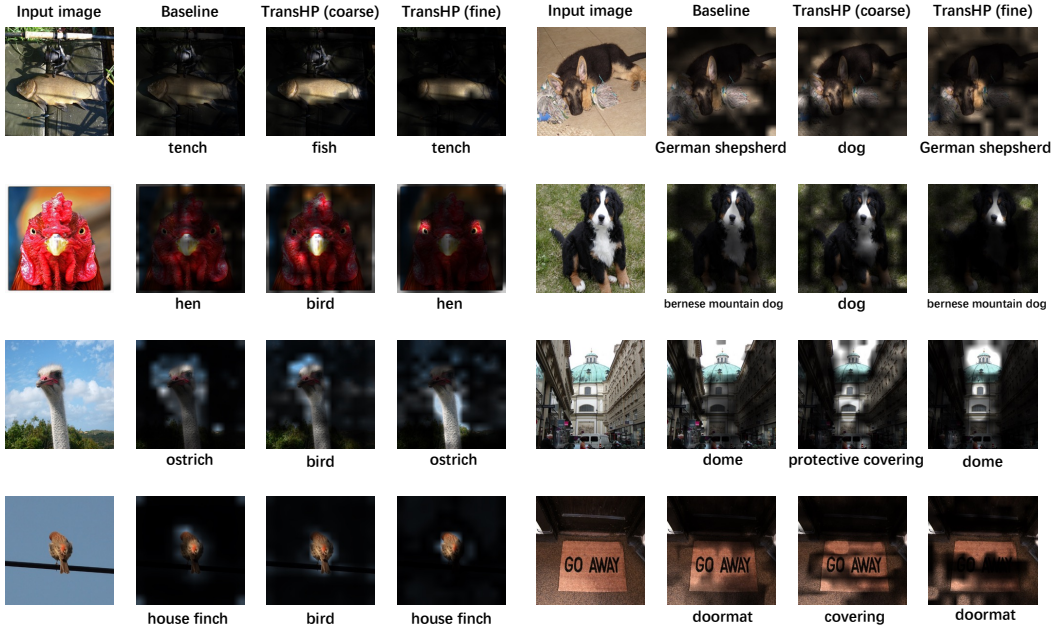 Input image Baseline TransHP (coarse) TransHP (fine) Input image Baseline TransHP (coarse) TransHP (fine)
tench fish tench German shepsherd dog German shepsherd
hen bird hen bernese mountain dog dog bernese mountain dog
ostrich bird ostrich dome protective covering dome
GO AWAY GO AWAY GO AWAY GO AWAY
house finch bird house finch doormat covering doormat